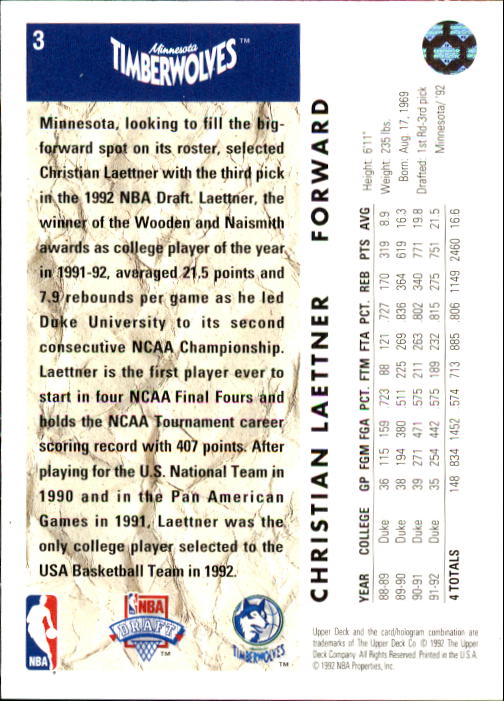 3
Minnesota
TIMBERWOLVES™
Minnesota, looking to fill the big-
forward spot on its roster, selected
Christian Laettner with the third pick
in the 1992 NBA Draft. Laettner, the
winner of the Wooden and Naismith
awards as college player of the year
in 1991-92, averaged 21.5 points and
7.9 rebounds per game as he led
Duke University to its second
consecutive NCAA Championship.
Laettner is the first player ever to
start in four NCAA Final Fours and
holds the NCAA Tournament career
scoring record with 407 points. After
playing for the U.S. National Team in
1990 and in the Pan American
Games in 1991, Laettner was the
only college player selected to the
USA Basketball Team in 1992.
NBA
NBA
DRAFT
™
TIMBERWOLVES
™
CHRISTIAN LAETTNER FORWARD
Height: 6'11"
Weight: 235 lbs.
Born: Aug. 17, 1969
Drafted: 1st Rd-3rd pick
Minnesota/ '92
YEAR COLLEGE GP FGM FGA PCT. FTM FTA PCT. REB PTS AVG
88-89 Duke 36 115 159 .723 88 121 .727 170 319 8.9
89-90 Duke 38 194 380 .511 225 269 .836 364 619 16.3
90-91 Duke 39 271 471 .575 211 263 .802 340 771 19.8
91-92 Duke 35 254 442 .575 189 232 .815 275 751 21.5
4 TOTALS 148 834 1452 .574 713 885 .806 1149 2460 16.6
Upper Deck and the card/hologram combination are
trademarks of The Upper Deck Co. © 1992 The Upper
Deck Company. All Rights Reserved. Printed in the U.S.A.
© 1992 NBA Properties, Inc.